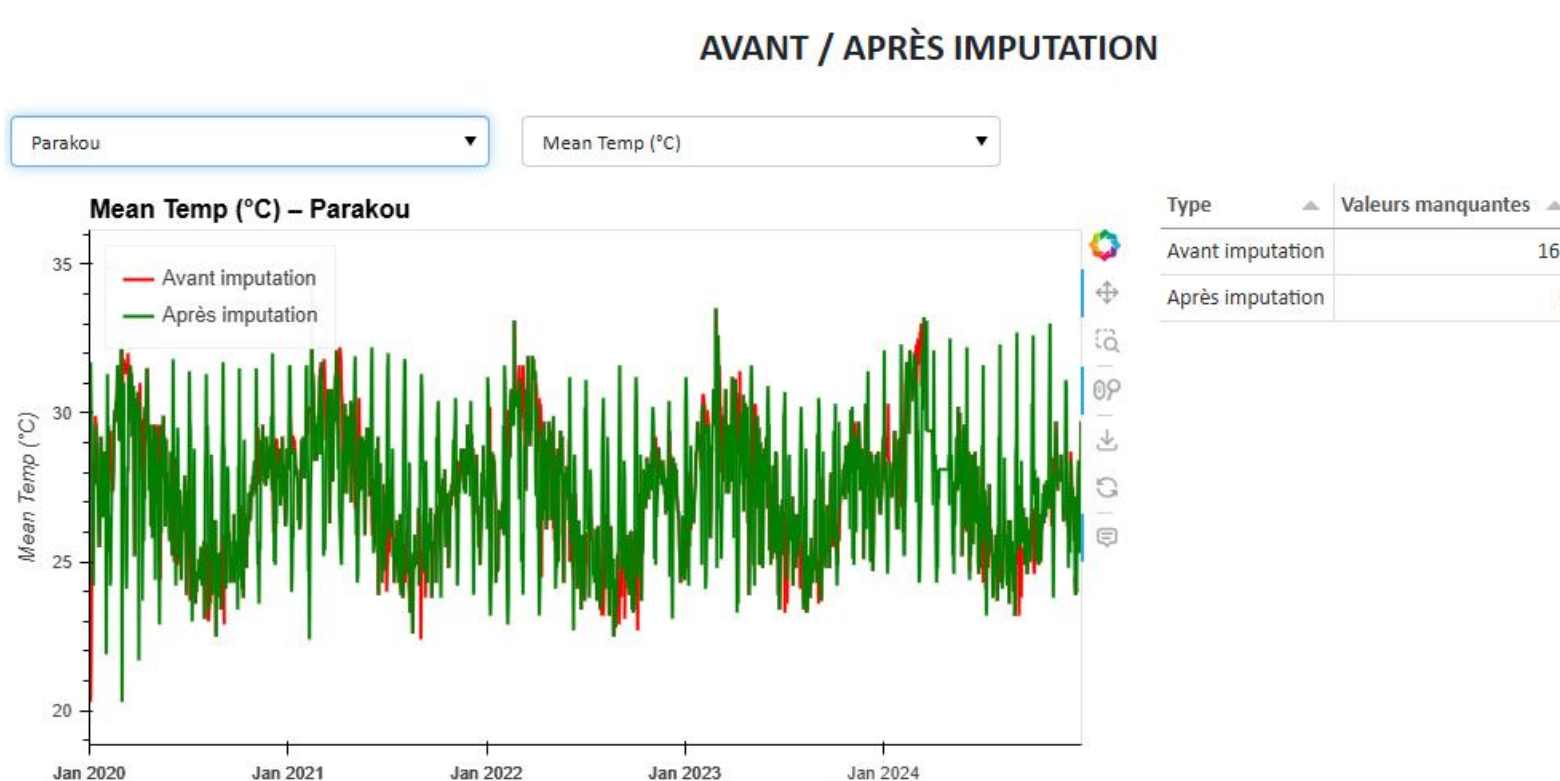 AVANT / APRÈS IMPUTATION
Parakou
Mean Temp (°C)
Mean Temp (°C) – Parakou
Type Valeurs manquantes
Avant imputation 16
Après imputation
Avant imputation
Après imputation
Mean Temp (°C)
35
30
25
20
Jan 2020 Jan 2021 Jan 2022 Jan 2023 Jan 2024